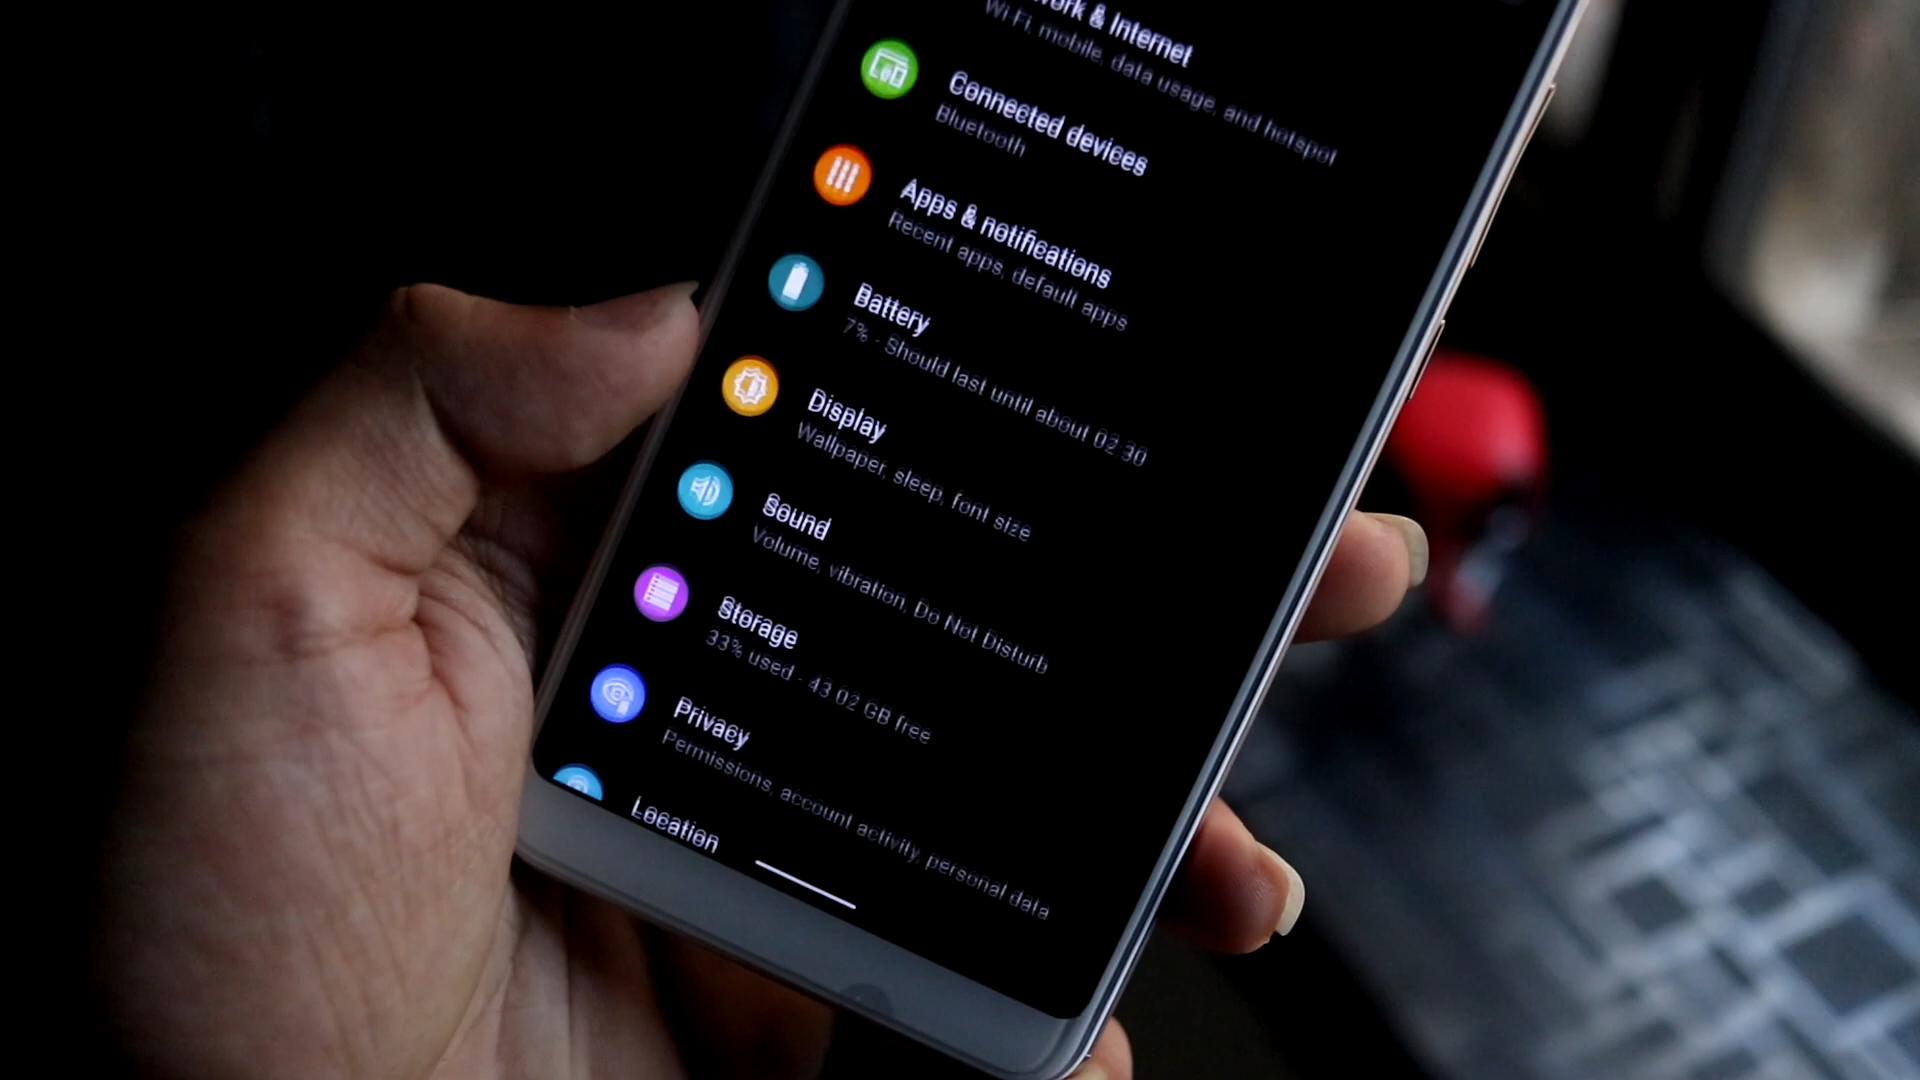 work & Internet
Wi-Fi, mobile, data usage, and hotspot
Connected devices
Bluetooth
Apps & notifications
Recent apps, default apps
Battery
7% - Should last until about 02:30
Display
Wallpaper, sleep, font size
Sound
Volume, vibration, Do Not Disturb
Storage
33% used - 43.02 GB free
Privacy
Permissions, account activity, personal data
Location